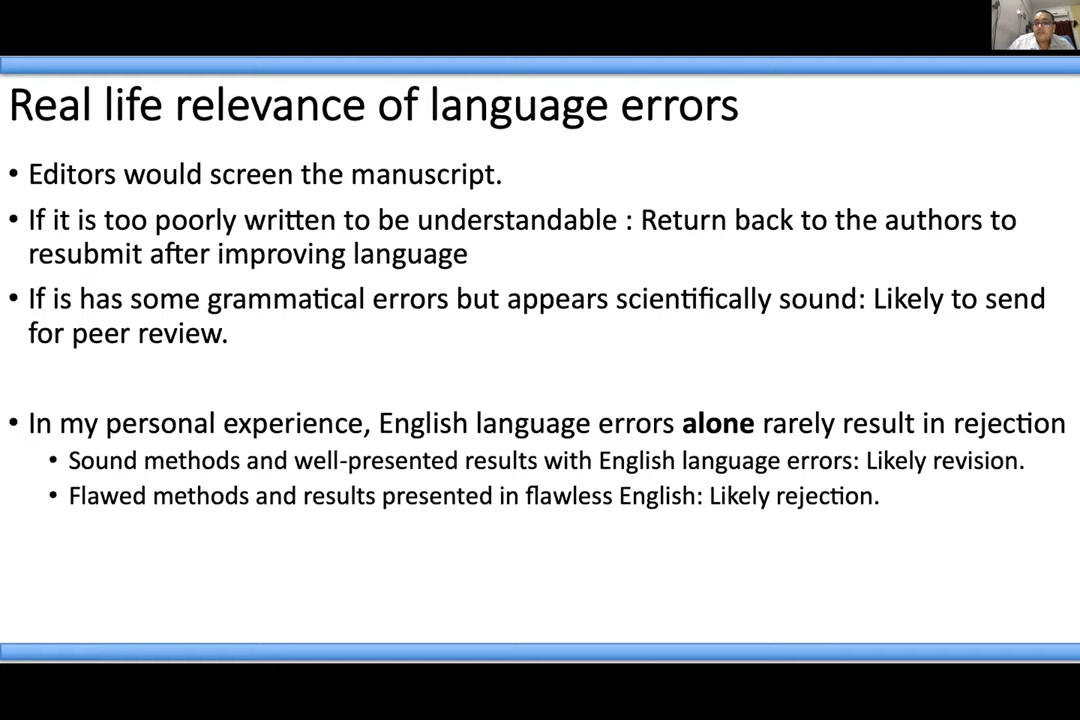 Real life relevance of language errors
• Editors would screen the manuscript.
• If it is too poorly written to be understandable : Return back to the authors to
resubmit after improving language
• If is has some grammatical errors but appears scientifically sound: Likely to send
for peer review.
• In my personal experience, English language errors alone rarely result in rejection
• Sound methods and well-presented results with English language errors: Likely revision.
• Flawed methods and results presented in flawless English: Likely rejection.